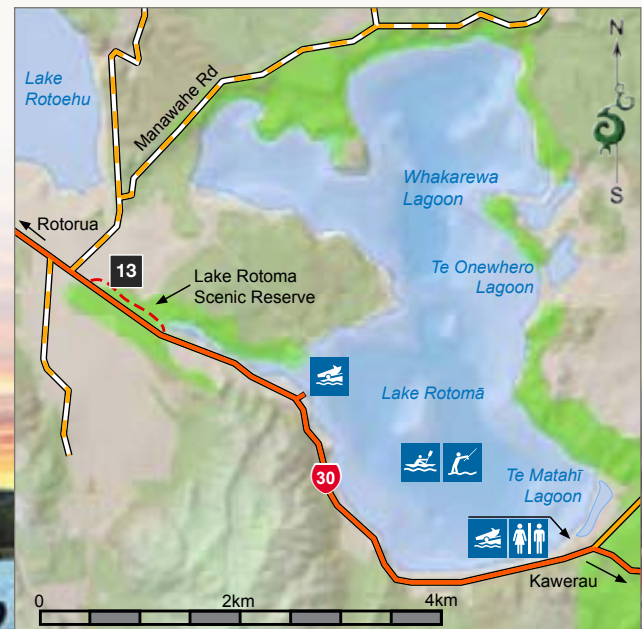 N
Lake
Rotoehu
Manawahe Rd
Whakarewa
Lagoon
S
Rotorua
13
Lake Rotoma
Scenic Reserve
Te Onewhero
Lagoon
Lake Rotomā
30
Te Matahī
Lagoon
Kawerau
0
2km
4km